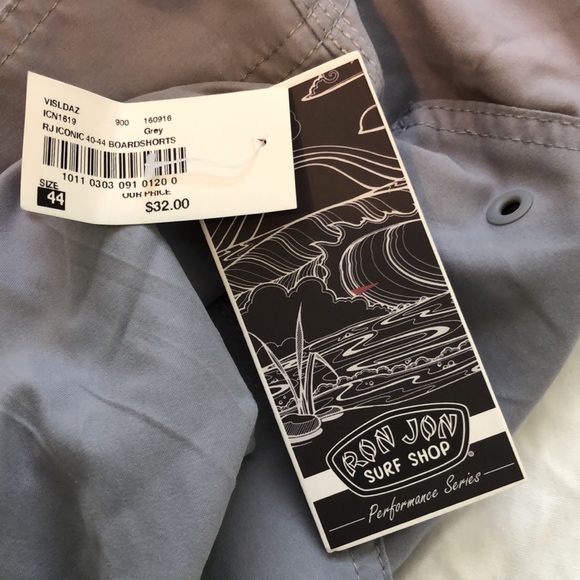 VISLDAZ
ICN1619 900 160916
Grey
RJ ICONIC 40-44 BOARDSHORTS
1011 0303 091 0120 0
SIZE
44
OUR PRICE
$32.00
RON JON
SURF SHOP
®
Performance Series